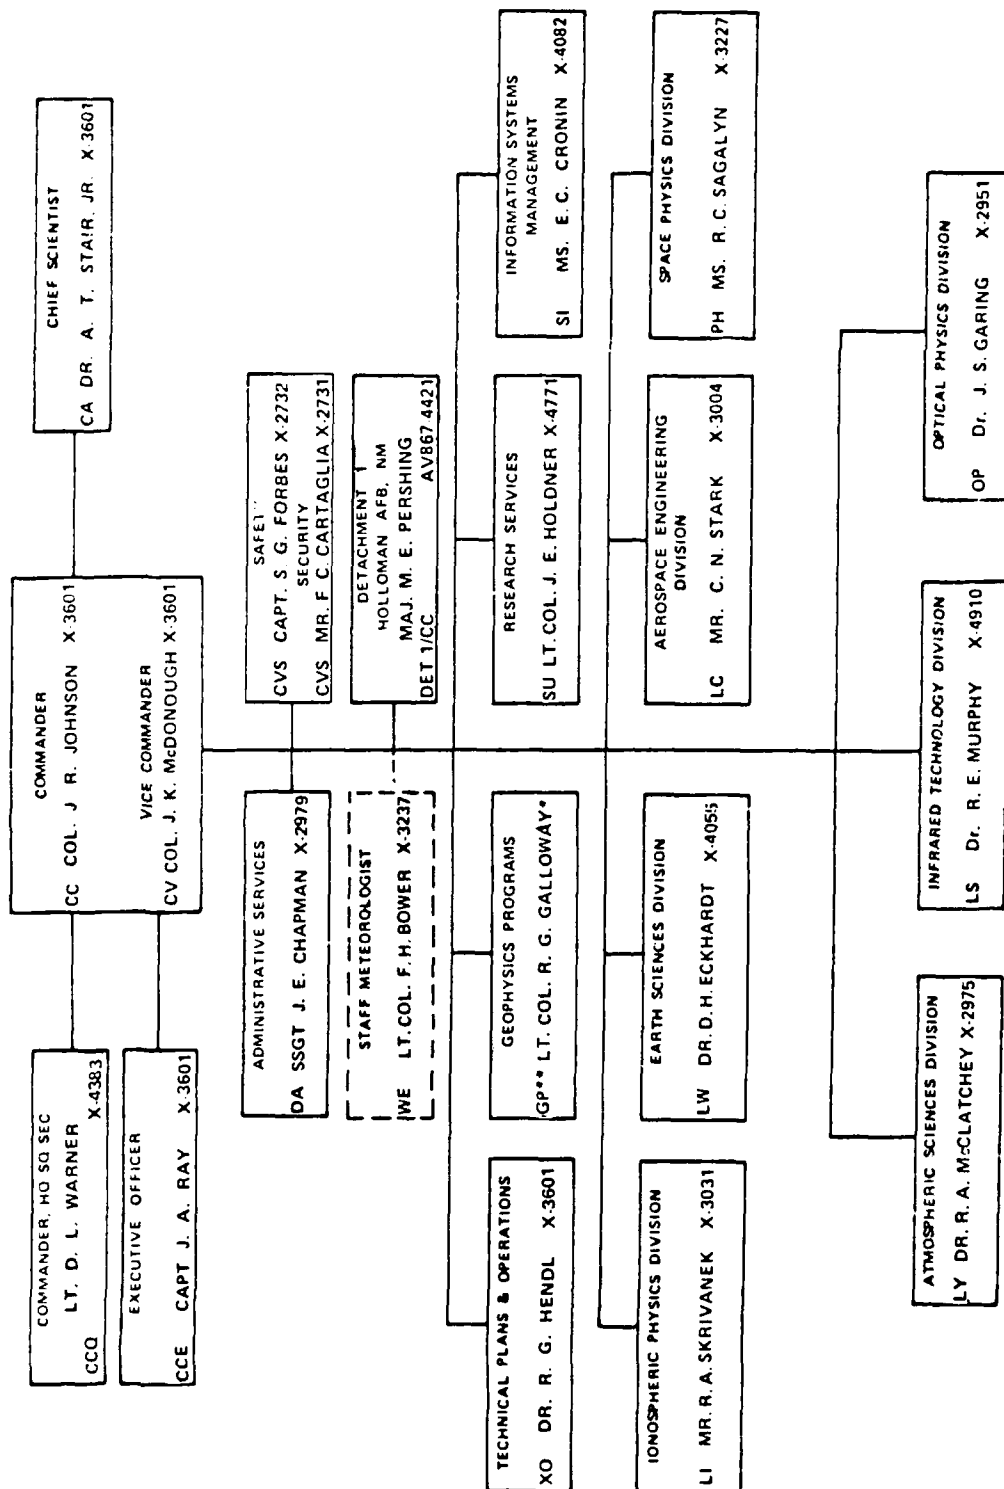 COMMANDER
CC COL. J R. JOHNSON X-3601
VICE COMMANDER
CV COL. J. K. McDONOUGH X-3601
CHIEF SCIENTIST
CA DR. A. T. STAIR, JR. X-3601
COMMANDER, HQ SQ SEC
LT. D. L. WARNER
CCQ X-4383
EXECUTIVE OFFICER
CCE CAPT J. A. RAY X-3601
ADMINISTRATIVE SERVICES
DA SSGT J. E. CHAPMAN X-2979
SAFET
CVS CAPT. S. G. FORBES X-2732
SECURITY
CVS MR. F C. CARTAGLIA X-2731
STAFF METEOROLOGIST
WE LT. COL. F. H. BOWER X-3237
DETACHMENT 1
HOLLOMAN AFB, NM
MAJ. M. E. PERSHING
DET 1/CC AV867-4421
TECHNICAL PLANS & OPERATIONS
XO DR. R. G. HENDL X-3601
GEOPHYSICS PROGRAMS
GP** LT. COL. R. G. GALLOWAY*
RESEARCH SERVICES
SU LT. COL. J. E. HOLDNER X-4771
INFORMATION SYSTEMS
MANAGEMENT
SI MS. E. C. CRONIN X-4082
IONOSPHERIC PHYSICS DIVISION
LI MR. R. A. SKRIVANEK X-3031
EARTH SCIENCES DIVISION
LW DR. D. H. ECKHARDT X-4055
AEROSPACE ENGINEERING
DIVISION
LC MR. C. N. STARK X-3004
SPACE PHYSICS DIVISION
PH MS. R. C. SAGALYN X-3227
ATMOSPHERIC SCIENCES DIVISION
LY DR. R. A. McCLATCHEY X-2975
INFRARED TECHNOLOGY DIVISION
LS Dr. R. E. MURPHY X-4910
OPTICAL PHYSICS DIVISION
OP Dr. J. S. GARING X-2951